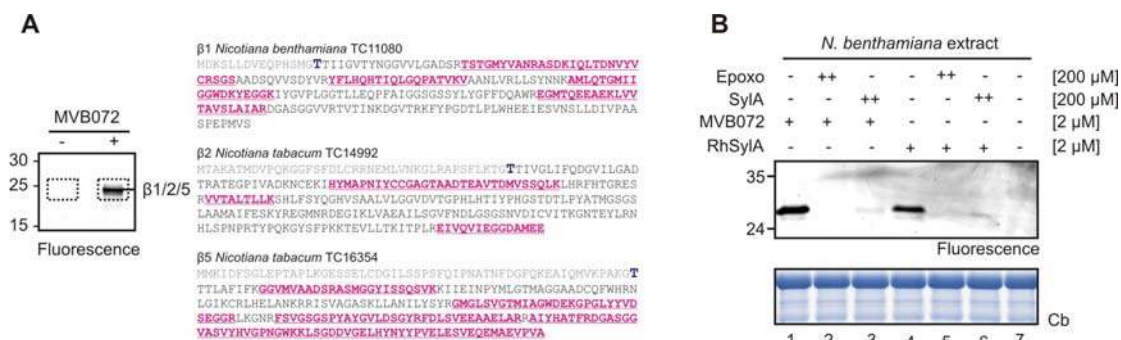 A
MVB072
- +
30
25
15
β1/2/5
Fluorescence
β1 Nicotiana benthamiana TC11080
MDKSLLDVEQPHSMGTTIIGVTYNGGVVLGADSRTSTGMYVANRASDKIQLTDNVYV
CRSGSAADSQVVSDYVRYFLHQHTIQLGQPATVKVAANLVRLLSYNNKAMLQTGMII
GGWDKYEGGKIYGVPLGGTLLEQPFAIGGSGSSYLYGFFDQAWREGMTQEEAEKLVV
TAVSLAIARDGASGGVVRTVTINKDGVTRKFYPGDTLPLWHEEIESVNSLLDIVPAA
SPEPMVS
β2 Nicotiana tabacum TC14992
MTAKATMDVPQKGGFSFDLCRRNEMLVNKGLRAPSFLKTGTTIVGLIFQDGVILGAD
TRATEGPIVADKNCEKIHYMAPNIYCCGAGTAADTEAVTDMVSSQLKLHRFHTGRES
RVVTALTLLKSHLFSYQGHVSAALVLGGVDVTGPHLHTIYPHGSTDTLPYATMGSGS
LAAMAIFESKYREGMNRDEGIKLVAEAILSGVFNDLGSGSNVDICVITKGNTEYLRN
HLSPNPRTYPQKGYSFPKKTEVLLTKITPLREIVQVIEGGDAMEE
β5 Nicotiana tabacum TC16354
MMKIDFSGLEPTAPLKGESSELCDGILSSPSFQIPNATNFDGFQKEAIQMVKPAKGT
TTLAFIFKGGVMVAADSRASMGGYISSQSVKKIIEINPYMLGTMAGGAADCQFWHRN
LGIKCRLHELANKRRISVAGASKLLANILYSYRGMGLSVGTMIAGWDEKGPGLYYVD
SEGGRLKGNRFSVGSGSPYAYGVLDSGYRFDLSVEEAAELARRAIYHATFRDGASGG
VASVYHVGPNGWKKLSGDDVGELHYNYYPVELESVEQEMAEVPVA
B
N. benthamiana extract
Epoxo - ++ - - ++ - - [200 µM]
SylA - - ++ - - ++ - [200 µM]
MVB072 + + + - - - - [2 µM]
RhSylA - - - + + + - [2 µM]
35
24
Fluorescence
Cb
1 2 3 4 5 6 7